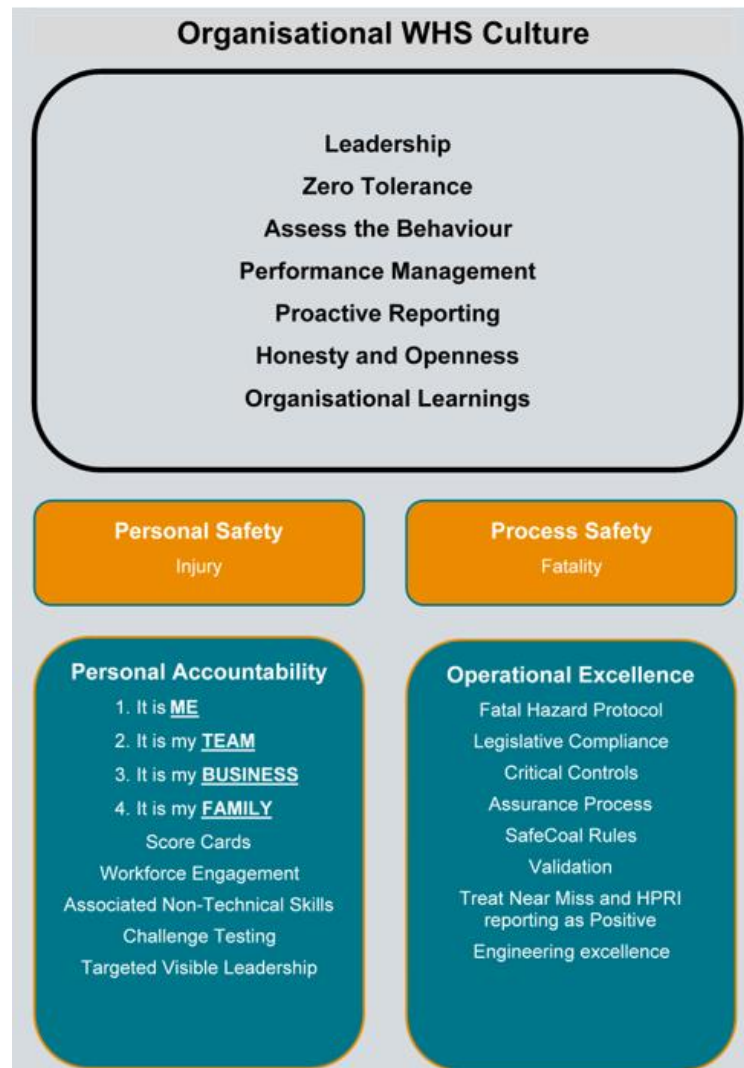 Organisational WHS Culture
Leadership
Zero Tolerance
Assess the Behaviour
Performance Management
Proactive Reporting
Honesty and Openness
Organisational Learnings
Personal Safety
Injury
Process Safety
Fatality
Personal Accountability
1. It is ME
2. It is my TEAM
3. It is my BUSINESS
4. It is my FAMILY
Score Cards
Workforce Engagement
Associated Non-Technical Skills
Challenge Testing
Targeted Visible Leadership
Operational Excellence
Fatal Hazard Protocol
Legislative Compliance
Critical Controls
Assurance Process
SafeCoal Rules
Validation
Treat Near Miss and HPRI
reporting as Positive
Engineering excellence